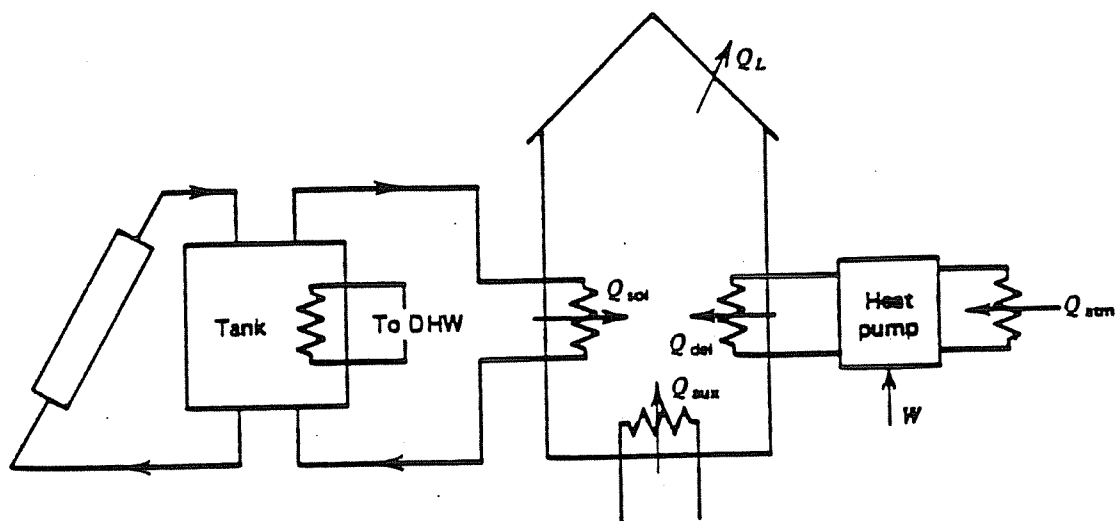 Q_L
Tank
To DHW
Q_sol
Q_del
Heat
pump
Q_atm
Q_aux
W